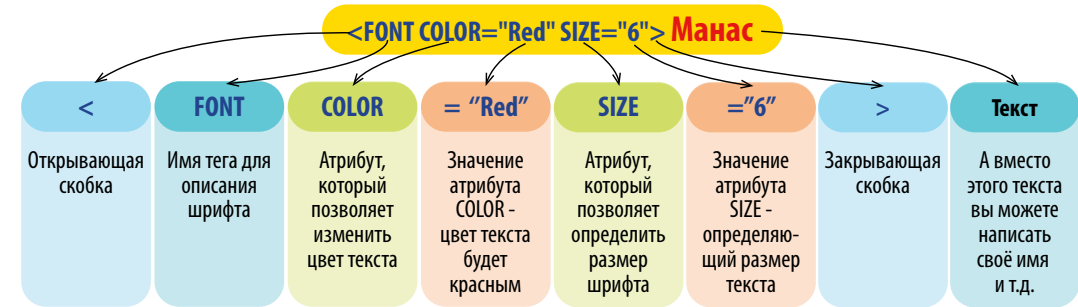 <FONT COLOR="Red" SIZE="6"> Манас
<
Открывающая
скобка
FONT
Имя тега для
описания
шрифта
COLOR
Атрибут,
который
позволяет
изменить
цвет текста
= “Red”
Значение
атрибута
COLOR -
цвет текста
будет
красным
SIZE
Атрибут,
который
позволяет
определить
размер
шрифта
=”6”
Значение
атрибута
SIZE -
определяю-
щий размер
текста
>
Закрывающая
скобка
Текст
А вместо
этого текста
вы можете
написать
своё имя
и т.д.